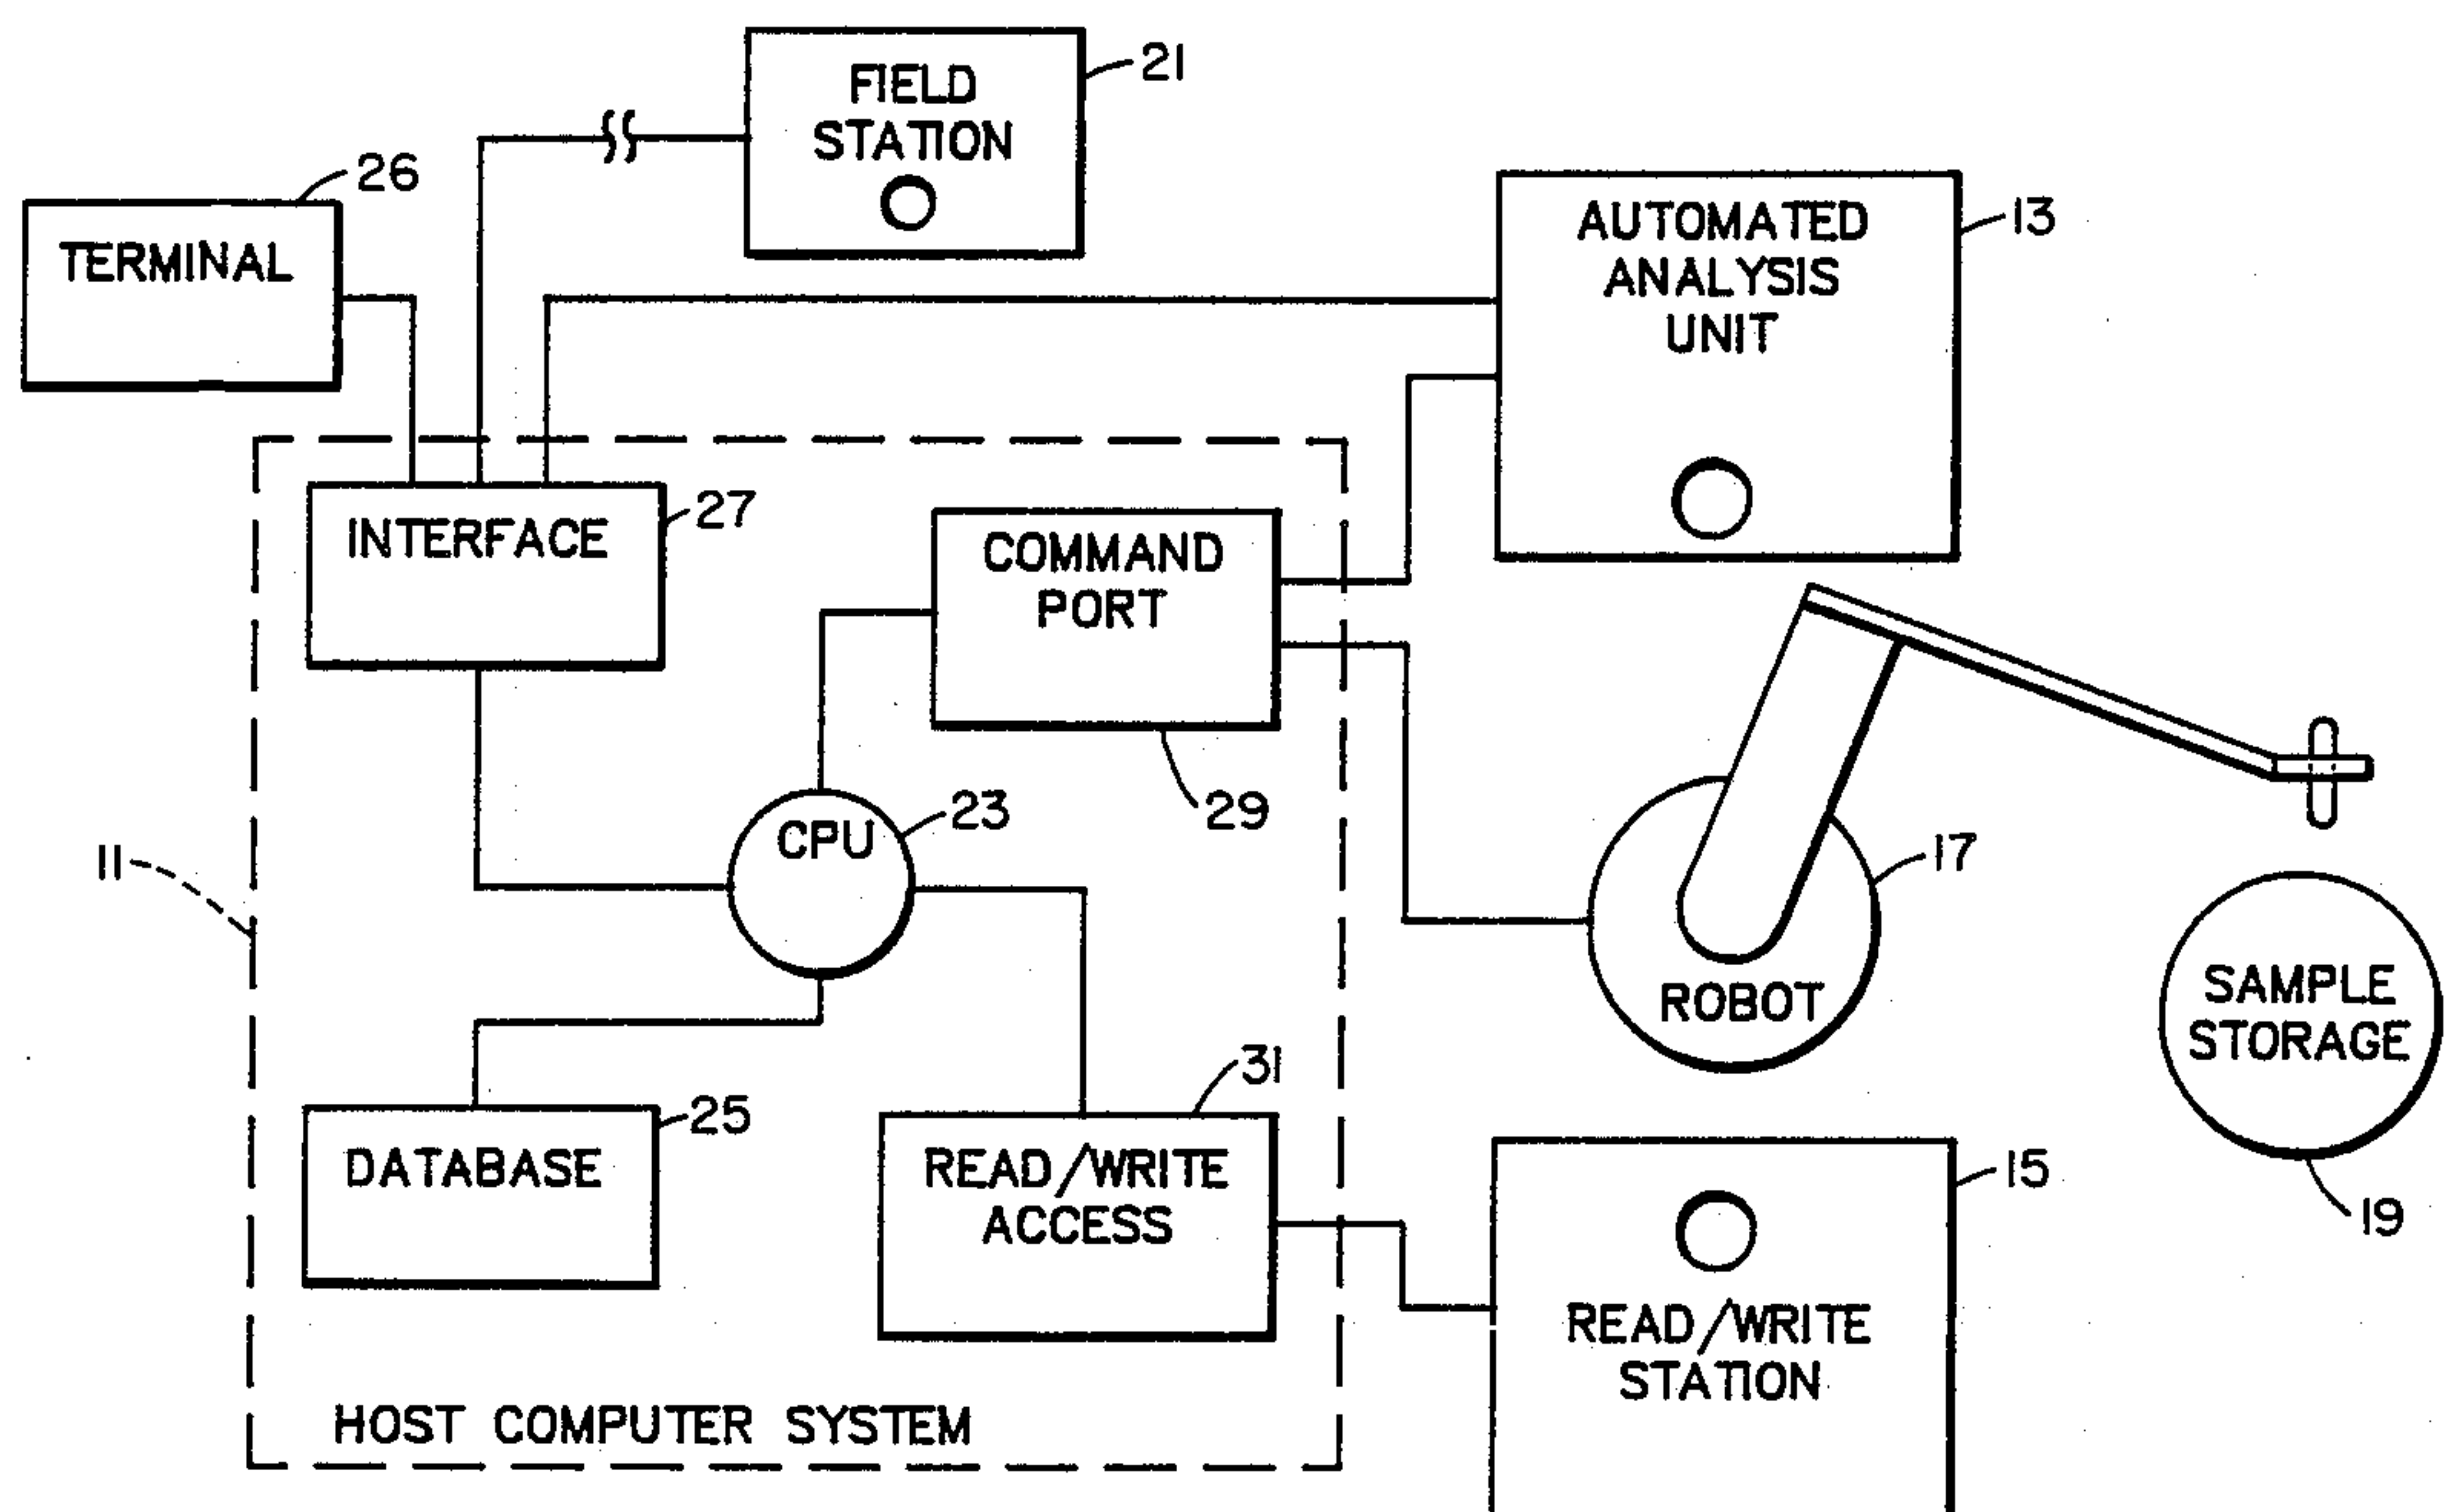 FIELD
STATION
21
26
TERMINAL
AUTOMATED
ANALYSIS
UNIT
13
INTERFACE
27
COMMAND
PORT
29
CPU
23
11
17
ROBOT
SAMPLE
STORAGE
19
31
25
DATABASE
READ/WRITE
ACCESS
15
READ/WRITE
STATION
HOST COMPUTER SYSTEM